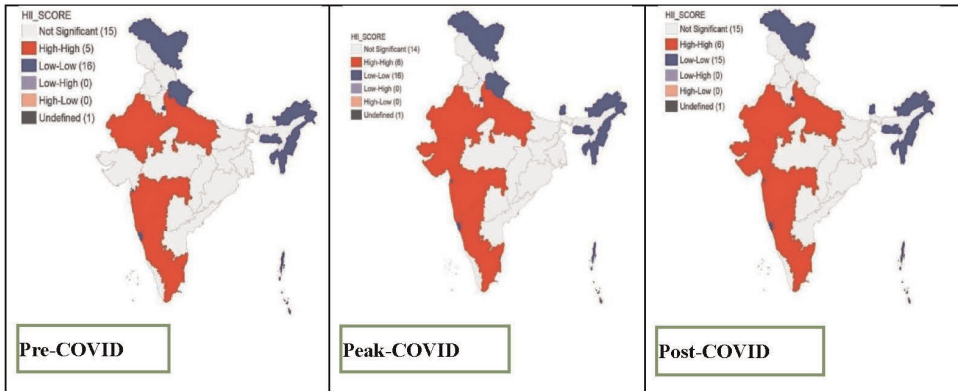 HII_SCORE
Not Significant (15)
High-High (5)
Low-Low (16)
Low-High (0)
High-Low (0)
Undefined (1)
Pre-COVID
HII_SCORE
Not Significant (14)
High-High (6)
Low-Low (16)
Low-High (0)
High-Low (0)
Undefined (1)
Peak-COVID
HII_SCORE
Not Significant (15)
High-High (6)
Low-Low (15)
Low-High (0)
High-Low (0)
Undefined (1)
Post-COVID